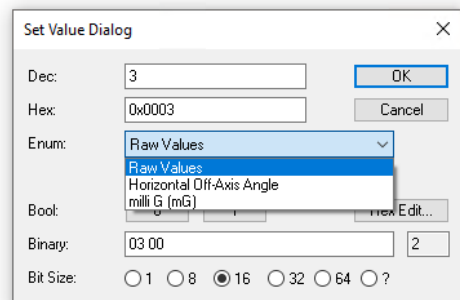 Set Value Dialog
Dec: 3 OK
Hex: 0x0003 Cancel
Enum: Raw Values
Raw Values
Horizontal Off-Axis Angle
milli G (mG)
Bool: Hex Edit...
Binary: 03 00 2
Bit Size: 1 8 16 32 64 ?